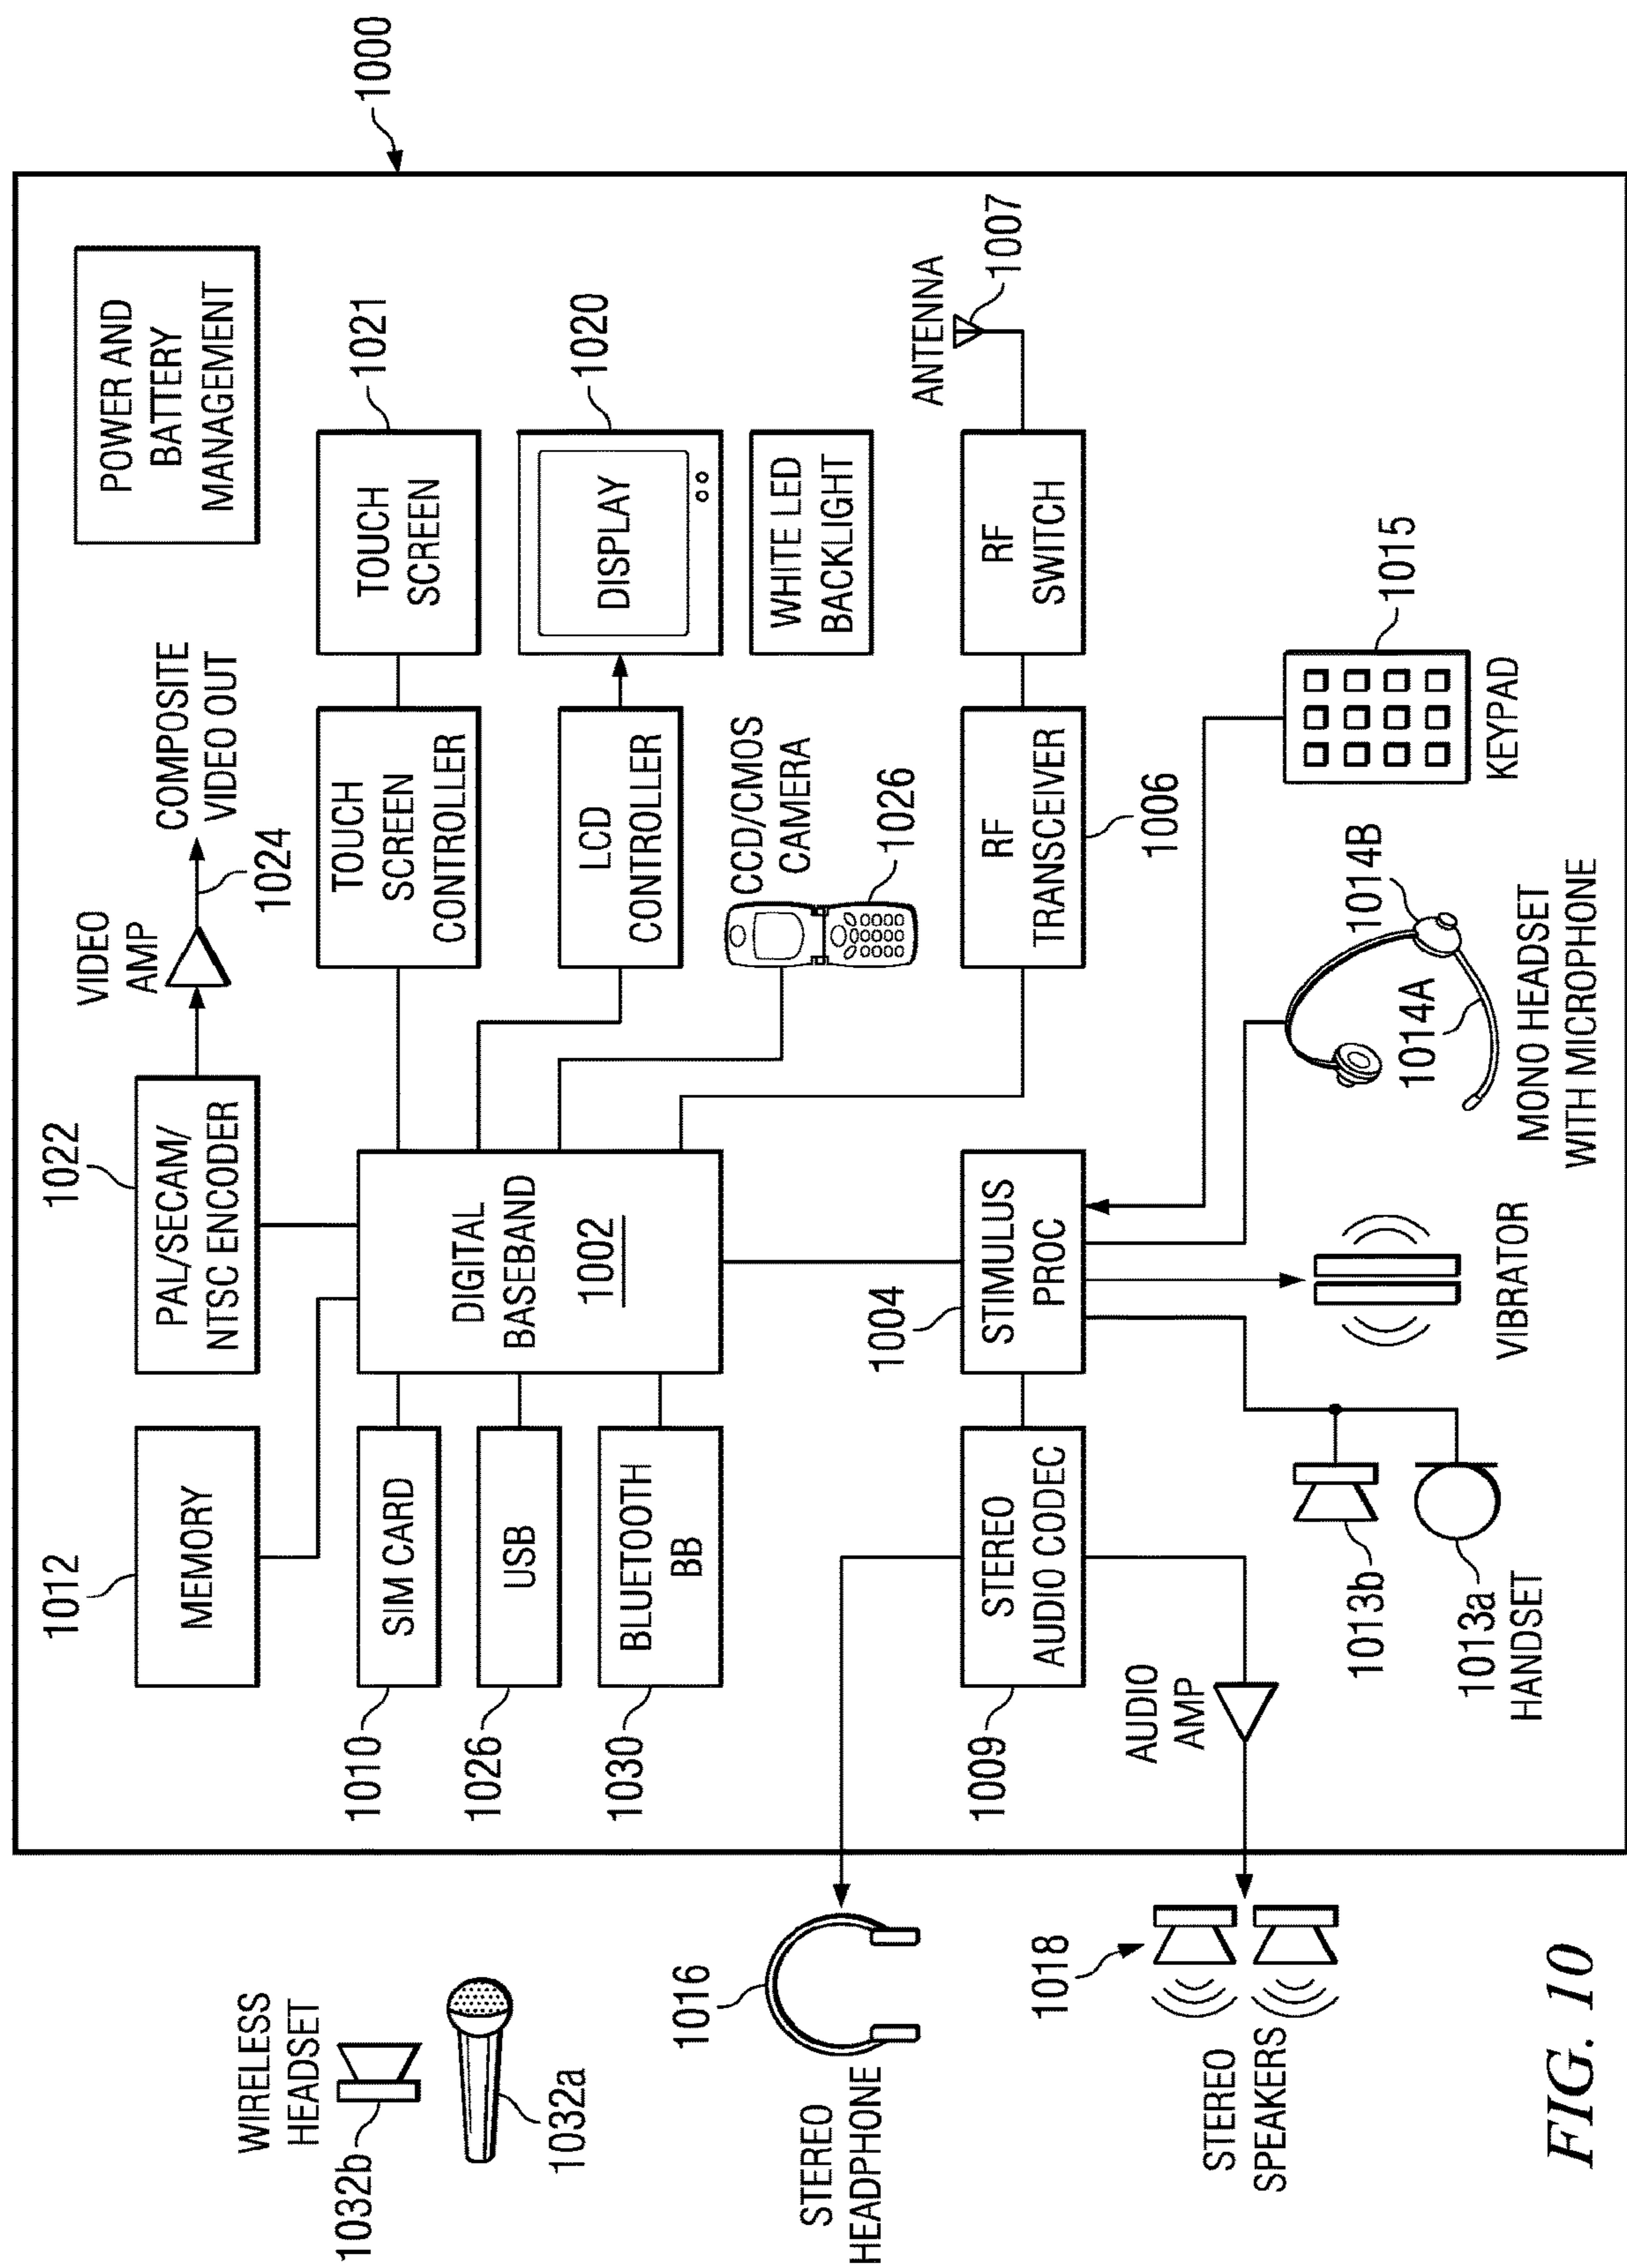 1000
POWER AND
BATTERY
MANAGEMENT
COMPOSITE
VIDEO OUT
VIDEO
AMP
1024
1022
PAL/SECAM/
NTSC ENCODER
1012
MEMORY
TOUCH
SCREEN
1021
TOUCH
SCREEN
CONTROLLER
DISPLAY
1020
LCD
CONTROLLER
WHITE LED
BACKLIGHT
CCD/CMOS
CAMERA
1026
DIGITAL
BASEBAND
1002
SIM CARD
1010
USB
1026
BLUETOOTH
BB
1030
WIRELESS
HEADSET
1032b
1032a
ANTENNA
1007
RF
SWITCH
RF
TRANSCEIVER
1006
1004
STIMULUS
PROC
STEREO
AUDIO CODEC
1009
1016
STEREO
HEADPHONE
AUDIO
AMP
1018
STEREO
SPEAKERS
1015
KEYPAD
1014B
1014A
MONO HEADSET
WITH MICROPHONE
VIBRATOR
1013b
1013a
HANDSET
FIG. 10